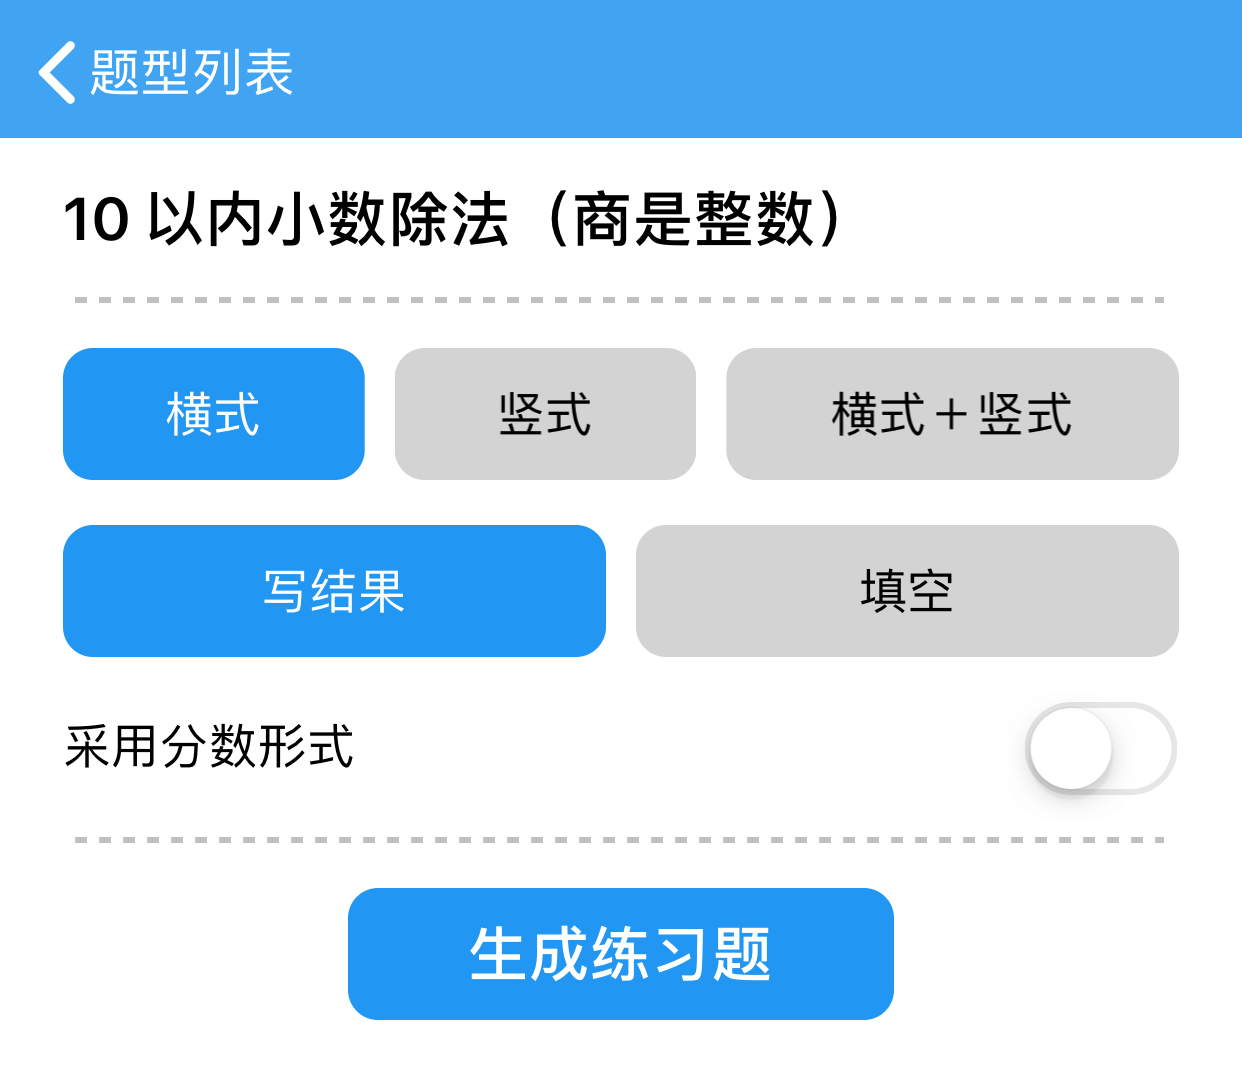 题型列表
10 以内小数除法（商是整数）
横式 竖式 横式＋竖式
写结果 填空
采用分数形式
生成练习题